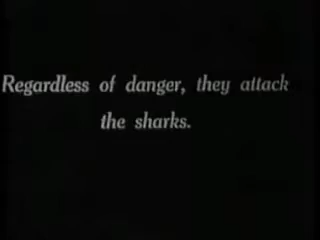 Regardless of danger, they attack
the sharks.